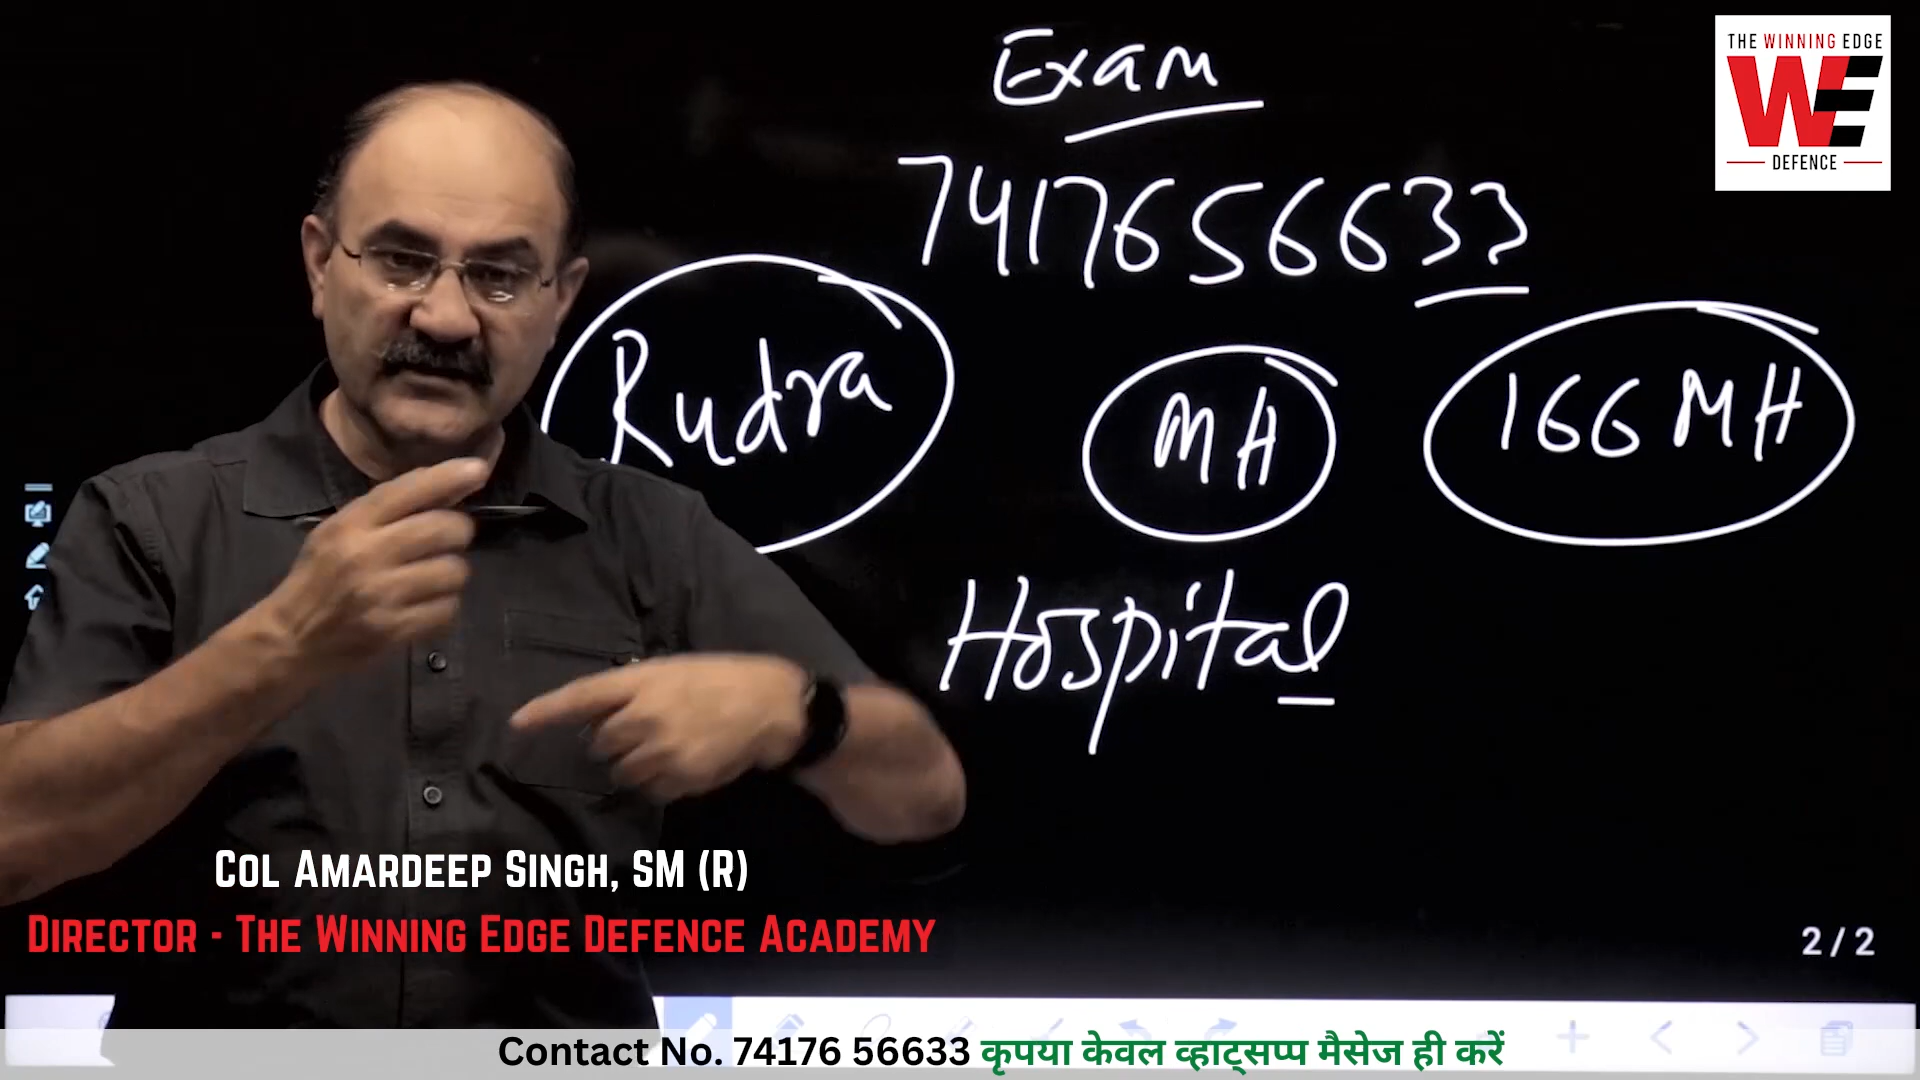 Exam
7417656633
Rudra
MH
166 MH
Hospital
THE WINNING EDGE
WE
DEFENCE
COL AMARDEEP SINGH, SM (R)
DIRECTOR - THE WINNING EDGE DEFENCE ACADEMY
2 / 2
Contact No. 74176 56633 कृपया केवल व्हाट्सप्प मैसेज ही करें